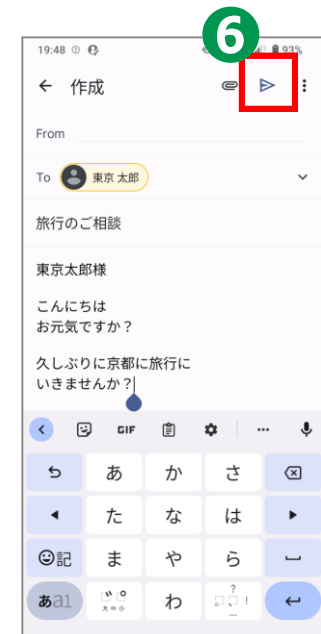 6
19:48 93%
作成
From
To 東京 太郎
旅行のご相談
東京太郎様
こんにちは
お元気ですか？
久しぶりに京都に旅行に
いきませんか？
GIF
あ か さ
た な は
記 ま や ら
あa1 大⇔小 わ 。、?!…